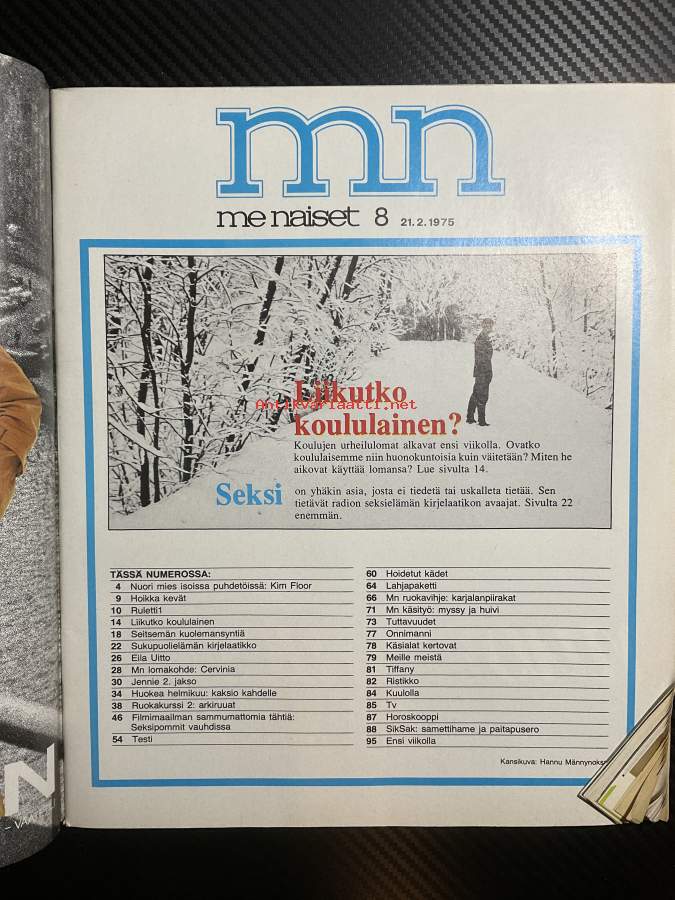 mn
me naiset 8 21.2.1975
Liikutko
Antikvariaatti.net
koululainen?
Koulujen urheilulomat alkavat ensi viikolla. Ovatko
koululaisemme niin huonokuntoisia kuin väitetään? Miten he
aikovat käyttää lomansa? Lue sivulta 14.
Seksi on yhäkin asia, josta ei tiedetä tai uskalleta tietää. Sen
tietävät radion seksielämän kirjelaatikon avaajat. Sivulta 22
enemmän.
TÄSSÄ NUMEROSSA:
4 Nuori mies isoissa puhdetöissä: Kim Floor
9 Hoikka kevät
10 Ruletti1
14 Liikutko koululainen
18 Seitsemän kuolemansyntiä
22 Sukupuolielämän kirjelaatikko
26 Eila Uitto
28 Mn lomakohde: Cervinia
30 Jennie 2. jakso
34 Huokea helmikuu: kaksio kahdelle
38 Ruokakurssi 2: arkiruuat
46 Filmimaailman sammumattomia tähtiä:
Seksipommit vauhdissa
54 Testi
60 Hoidetut kädet
64 Lahjapaketti
66 Mn ruokavihje: karjalanpiirakat
71 Mn käsityö: myssy ja huivi
73 Tuttavuudet
77 Onnimanni
78 Käsialat kertovat
79 Meille meistä
81 Tiffany
82 Ristikko
84 Kuulolla
85 Tv
87 Horoskooppi
88 SikSak: samettihame ja paitapusero
95 Ensi viikolla
Kansikuva: Hannu
N